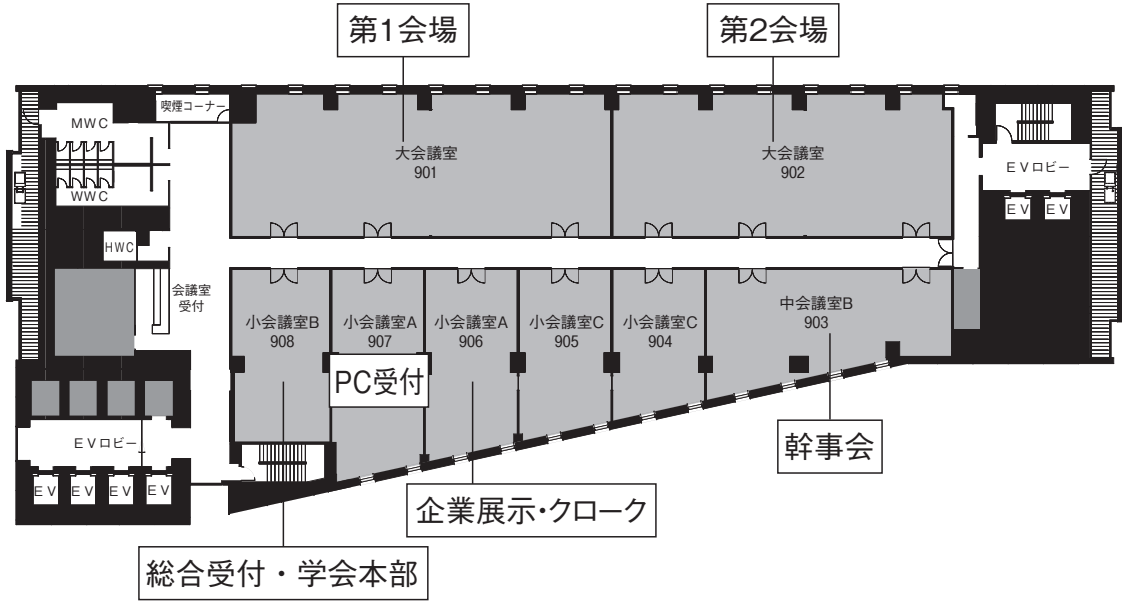 第1会場
第2会場
喫煙コーナー
MWC
WWC
HWC
大会議室
901
大会議室
902
EVロビー
EV
EV
会議室
受付
小会議室B
908
小会議室A
907
小会議室A
906
小会議室C
905
小会議室C
904
中会議室B
903
PC受付
EVロビー
EV
EV
EV
EV
幹事会
企業展示・クローク
総合受付・学会本部